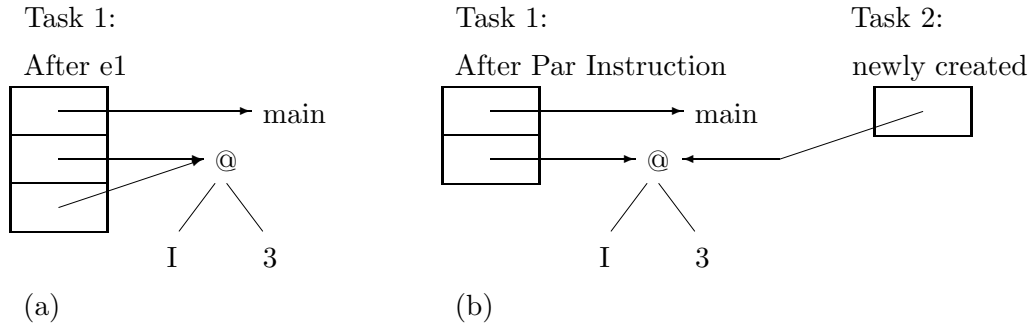 Task 1:
After e1
main
@
I 3
(a)
Task 1:
After Par Instruction
main
@
I 3
(b)
Task 2:
newly created